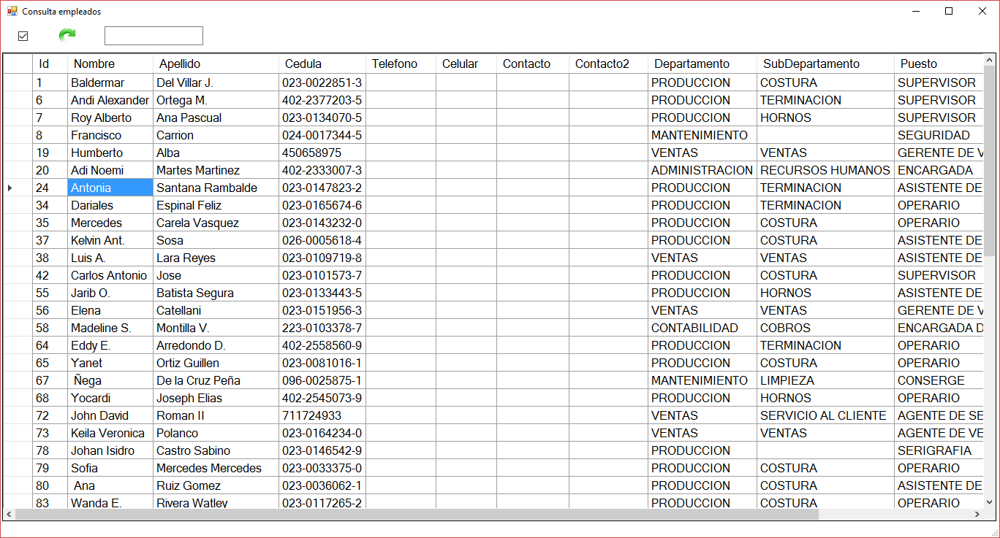 Consulta empleados
Id Nombre Apellido Cedula Telefono Celular Contacto Contacto2 Departamento SubDepartamento Puesto
1 Baldermar Del Villar J. 023-0022851-3 PRODUCCION COSTURA SUPERVISOR
6 Andi Alexander Ortega M. 402-2377203-5 PRODUCCION TERMINACION SUPERVISOR
7 Roy Alberto Ana Pascual 023-0134070-5 PRODUCCION HORNOS SUPERVISOR
8 Francisco Carrion 024-0017344-5 MANTENIMIENTO SEGURIDAD
19 Humberto Alba 450658975 VENTAS VENTAS GERENTE DE V
20 Adi Noemi Martes Martinez 402-2333007-3 ADMINISTRACION RECURSOS HUMANOS ENCARGADA
24 Antonia Santana Rambalde 023-0147823-2 PRODUCCION TERMINACION ASISTENTE DE
34 Dariales Espinal Feliz 023-0165674-6 PRODUCCION TERMINACION OPERARIO
35 Mercedes Carela Vasquez 023-0143232-0 PRODUCCION COSTURA OPERARIO
37 Kelvin Ant. Sosa 026-0005618-4 PRODUCCION COSTURA ASISTENTE DE
38 Luis A. Lara Reyes 023-0109719-8 VENTAS VENTAS ASISTENTE DE
42 Carlos Antonio Jose 023-0101573-7 PRODUCCION COSTURA SUPERVISOR
55 Jarib O. Batista Segura 023-0133443-5 PRODUCCION HORNOS ASISTENTE DE
56 Elena Catellani 023-0151956-3 VENTAS VENTAS GERENTE DE V
58 Madeline S. Montilla V. 223-0103378-7 CONTABILIDAD COBROS ENCARGADA D
64 Eddy E. Arredondo D. 402-2558560-9 PRODUCCION TERMINACION OPERARIO
65 Yanet Ortiz Guillen 023-0081016-1 PRODUCCION COSTURA OPERARIO
67 Ñega De la Cruz Peña 096-0025875-1 MANTENIMIENTO LIMPIEZA CONSERGE
68 Yocardi Joseph Elias 402-2545073-9 PRODUCCION HORNOS OPERARIO
72 John David Roman II 711724933 VENTAS SERVICIO AL CLIENTE AGENTE DE SE
73 Keila Veronica Polanco 023-0164234-0 VENTAS VENTAS AGENTE DE VE
78 Johan Isidro Castro Sabino 023-0146542-9 PRODUCCION SERIGRAFIA
79 Sofia Mercedes Mercedes 023-0033375-0 PRODUCCION COSTURA OPERARIO
80 Ana Ruiz Gomez 023-0036062-1 PRODUCCION COSTURA ASISTENTE DE
83 Wanda E. Rivera Watley 023-0117265-2 PRODUCCION COSTURA OPERARIO